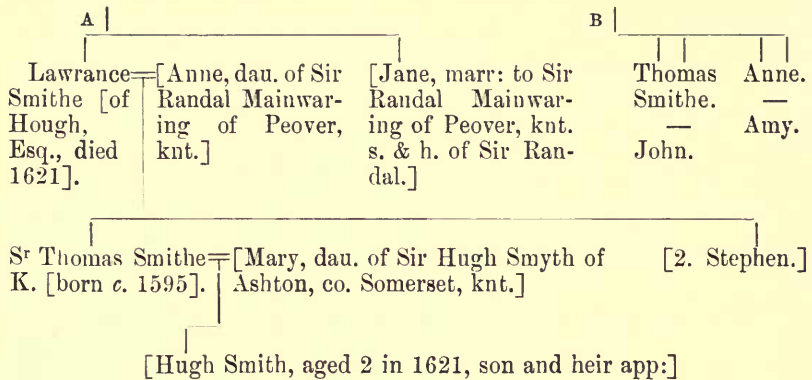 A
B
Lawrance
Smithe [of
Hough,
Esq., died
1621].
[Anne, dau. of Sir
Randal Mainwar-
ing of Peover,
knt.]
[Jane, marr: to Sir
Randal Mainwar-
ing of Peover, knt.
s. & h. of Sir Ran-
dal.]
Thomas
Smithe.
—
John.
Anne.
—
Amy.
Sr Thomas Smithe
K. [born c. 1595].
[Mary, dau. of Sir Hugh Smyth of
Ashton, co. Somerset, knt.]
[2. Stephen.]
[Hugh Smith, aged 2 in 1621, son and heir app:]